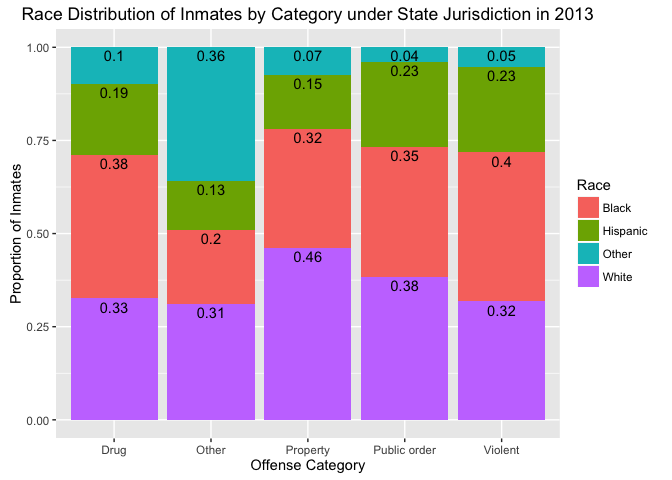 Race Distribution of Inmates by Category under State Jurisdiction in 2013
Proportion of Inmates
1.00
0.75
0.50
0.25
0.00
0.1
0.19
0.38
0.33
0.36
0.13
0.2
0.31
0.07
0.15
0.32
0.46
0.04
0.23
0.35
0.38
0.05
0.23
0.4
0.32
Drug
Other
Property
Public order
Violent
Offense Category
Race
Black
Hispanic
Other
White